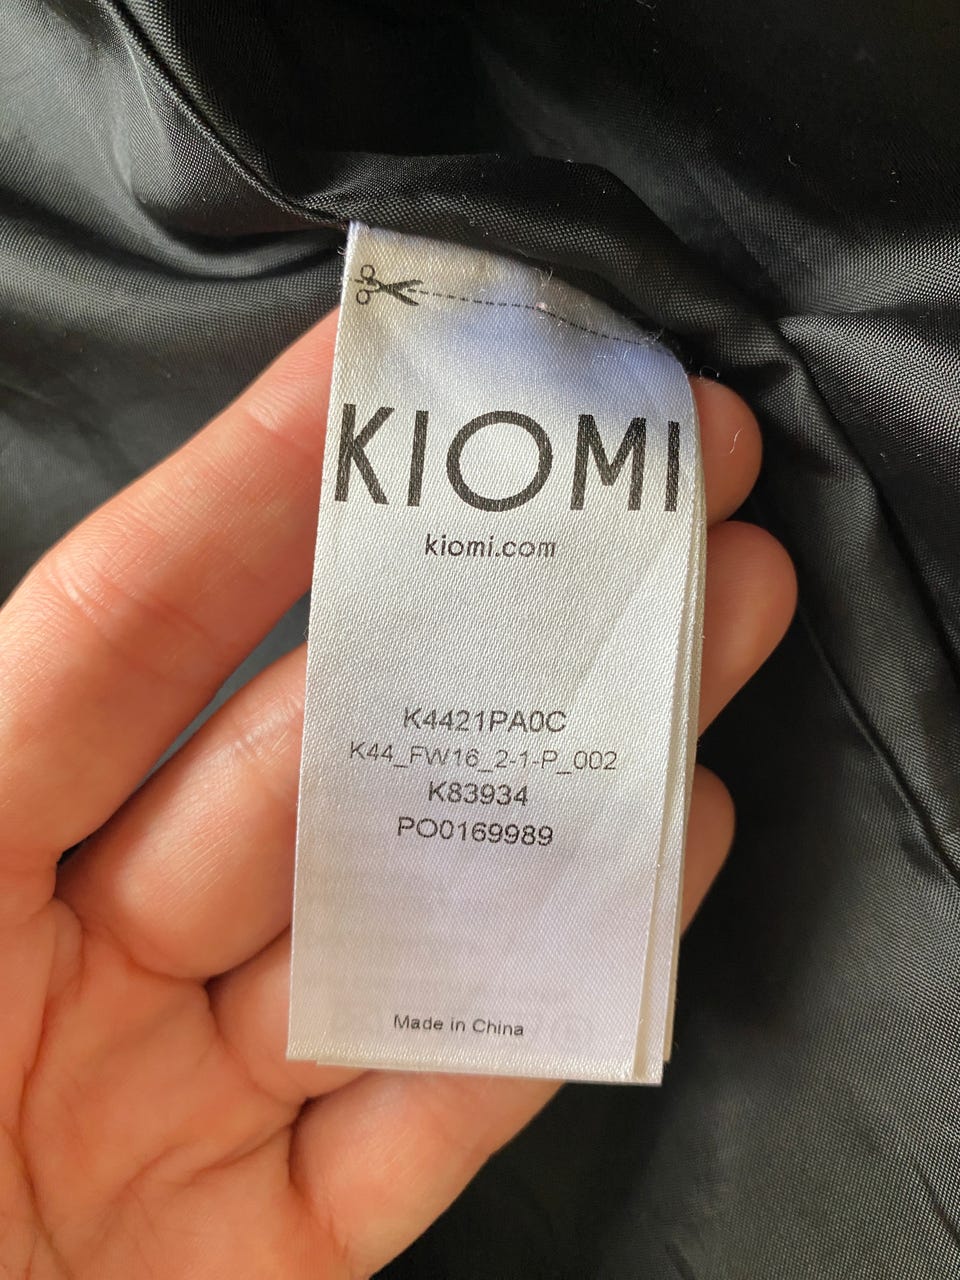 KIOMI
kiomi.com
K4421PA0C
K44_FW16_2-1-P_002
K83934
PO0169989
Made in China